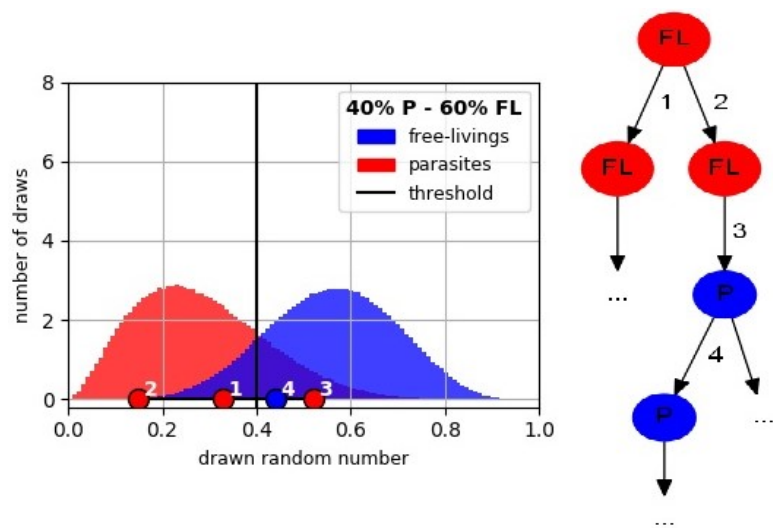 8
6
4
2
0
number of draws
40% P - 60% FL
free-livings
parasites
threshold
2
1
4
3
0.0 0.2 0.4 0.6 0.8 1.0
drawn random number
FL
1 2
FL FL
3
... P
4
P ...
...